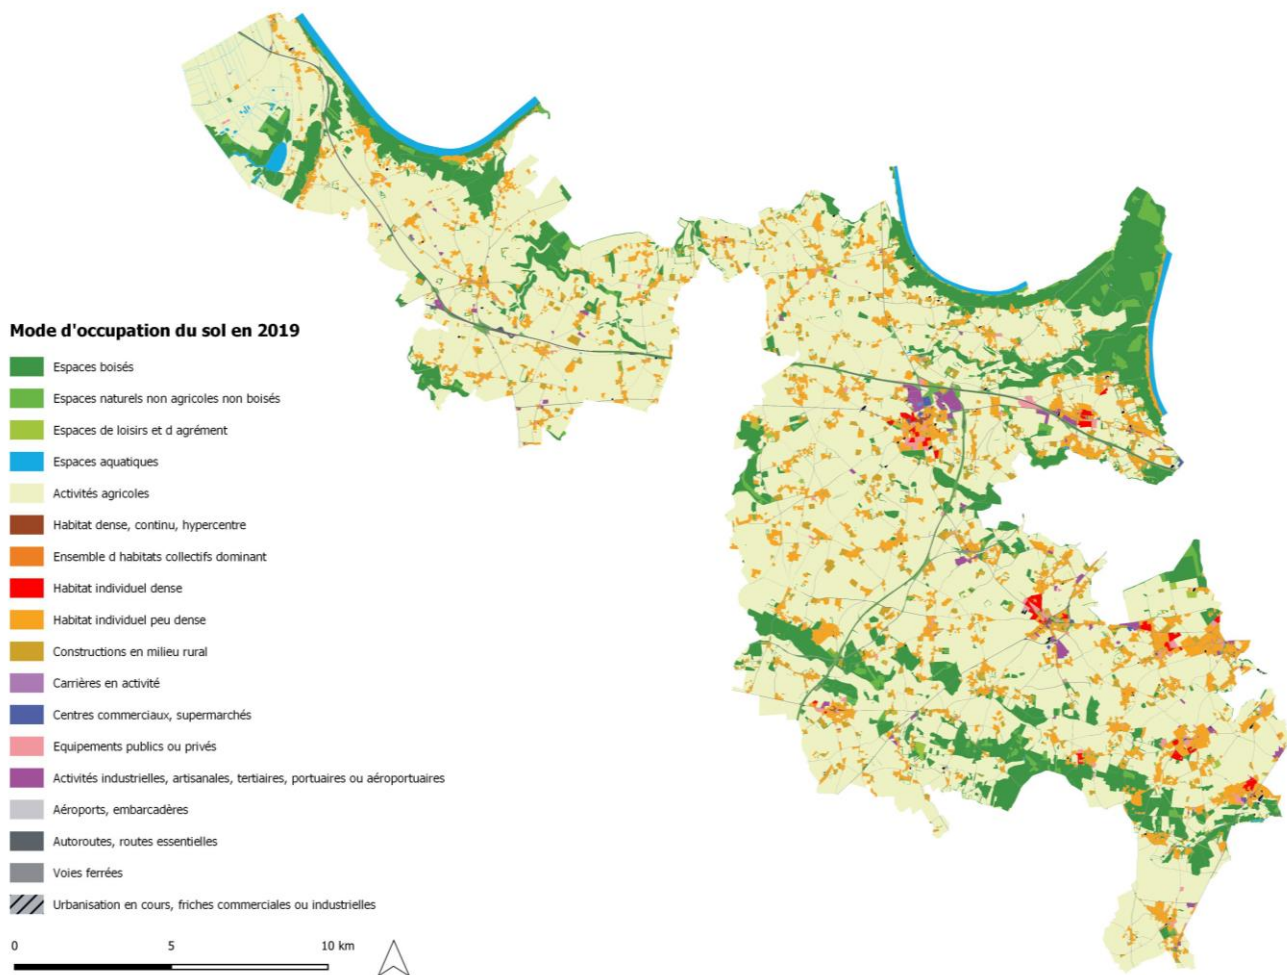 Mode d'occupation du sol en 2019
Espaces boisés
Espaces naturels non agricoles non boisés
Espaces de loisirs et d agrément
Espaces aquatiques
Activités agricoles
Habitat dense, continu, hypercentre
Ensemble d habitats collectifs dominant
Habitat individuel dense
Habitat individuel peu dense
Constructions en milieu rural
Carrières en activité
Centres commerciaux, supermarchés
Equipements publics ou privés
Activités industrielles, artisanales, tertiaires, portuaires ou aéroportuaires
Aéroports, embarcadères
Autoroutes, routes essentielles
Voies ferrées
Urbanisation en cours, friches commerciales ou industrielles
0 5 10 km